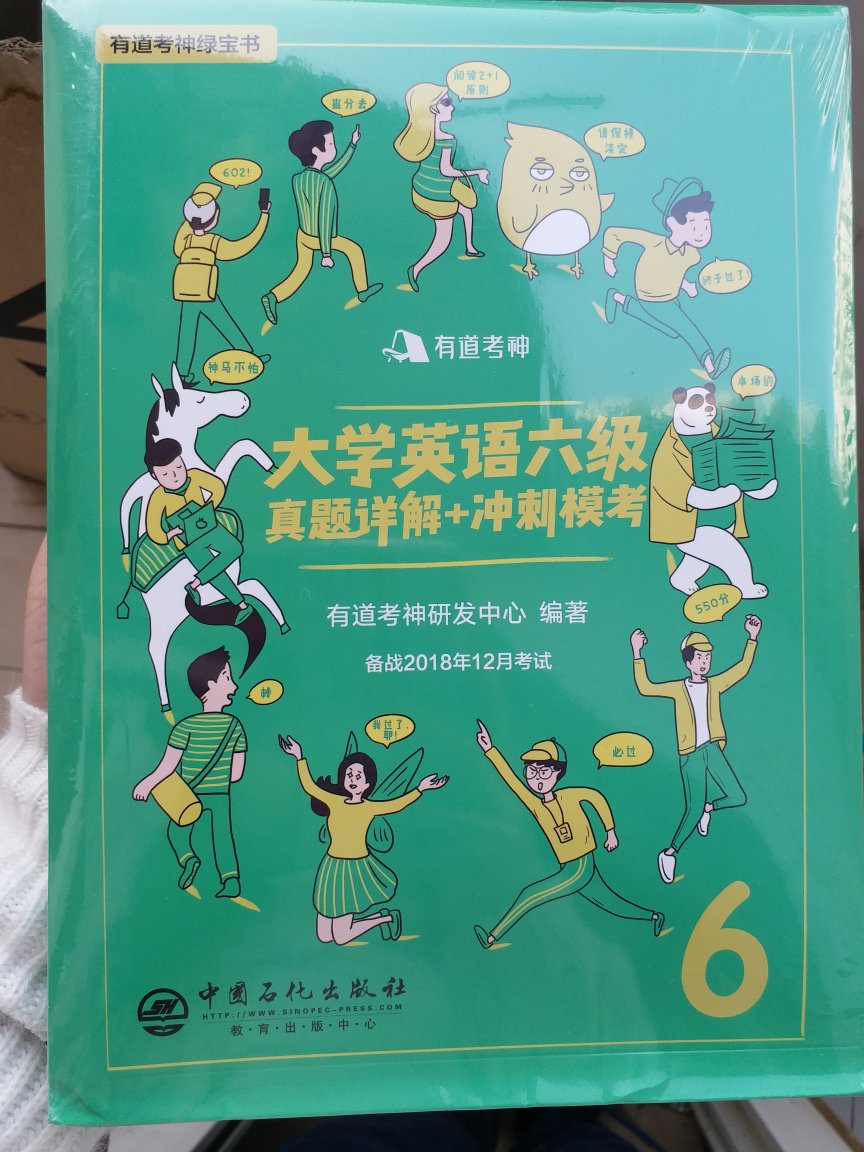 有道考神绿宝书
阅读2+1
原则
直分去
请保持
淡定
602!
终于过了!
有道考神
神马不怕
事场的
大学英语六级
真题详解+冲刺模考
有道考神研发中心 编著
550分
备战2018年12月考试
棒
我过了,
耶!
必过
6
中国石化出版社
HTTP://WWW.SINOPEC-PRESS.COM
教·育·出·版·中·心